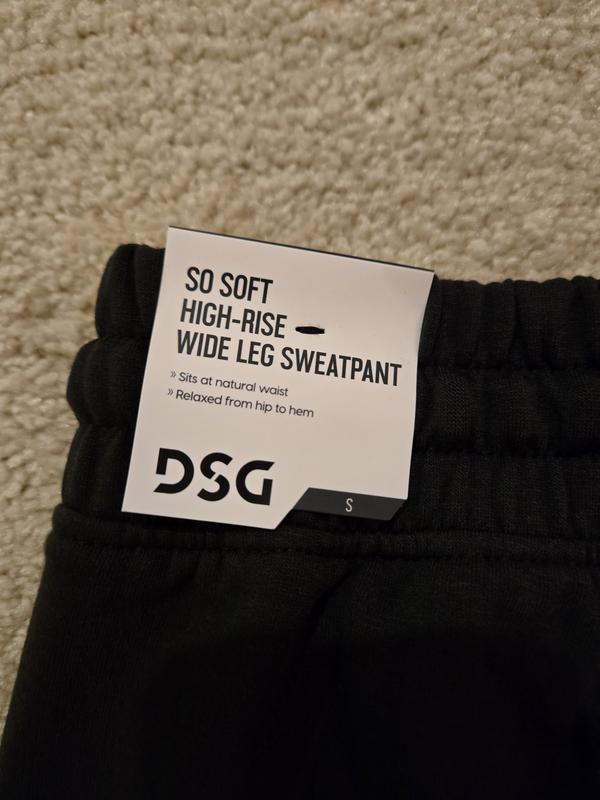 SO SOFT
HIGH-RISE
WIDE LEG SWEATPANT
» Sits at natural waist
» Relaxed from hip to hem
DSG
S